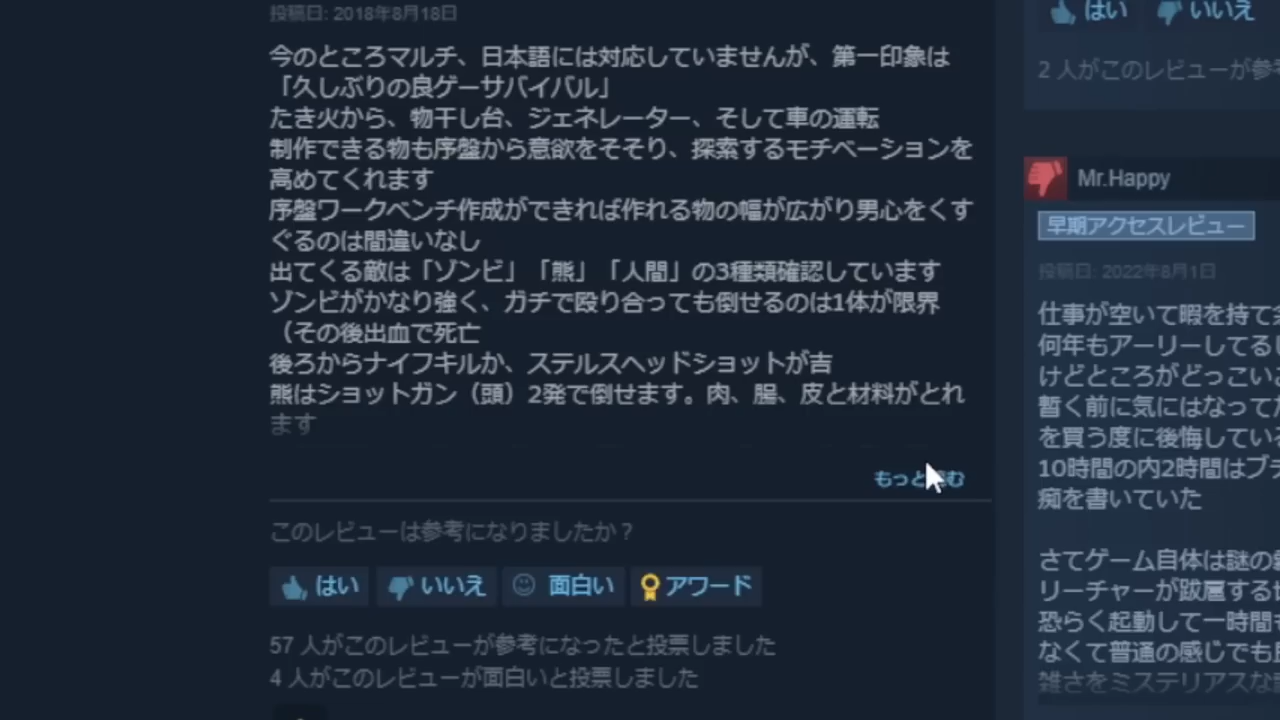 投稿日: 2018年8月18日
今のところマルチ、日本語には対応していませんが、第一印象は
「久しぶりの良ゲーサバイバル」
たき火から、物干し台、ジェネレーター、そして車の運転
制作できる物も序盤から意欲をそそり、探索するモチベーションを
高めてくれます
序盤ワークベンチ作成ができれば作れる物の幅が広がり男心をくす
ぐるのは間違いなし
出てくる敵は「ゾンビ」「熊」「人間」の3種類確認しています
ゾンビがかなり強く、ガチで殴り合っても倒せるのは1体が限界
（その後出血で死亡
後ろからナイフキルか、ステルスヘッドショットが吉
熊はショットガン（頭）2発で倒せます。肉、腸、皮と材料がとれ
ます
もっと読む
このレビューは参考になりましたか？
はい いいえ 面白い アワード
57 人がこのレビューが参考になったと投票しました
4 人がこのレビューが面白いと投票しました
はい いいえ
2 人がこのレビューが参
Mr.Happy
早期アクセスレビュー
投稿日: 2022年8月1日
仕事が空いて暇を持て
何年もアーリーしてる
けどところがどっこい
暫く前に気にはなって
を買う度に後悔してい
10時間の内2時間はブ
痴を書いていた
さてゲーム自体は謎の
リーチャーが跋扈する
恐らく起動して一時間
なくて普通の感じでも
雑さをミステリアスな